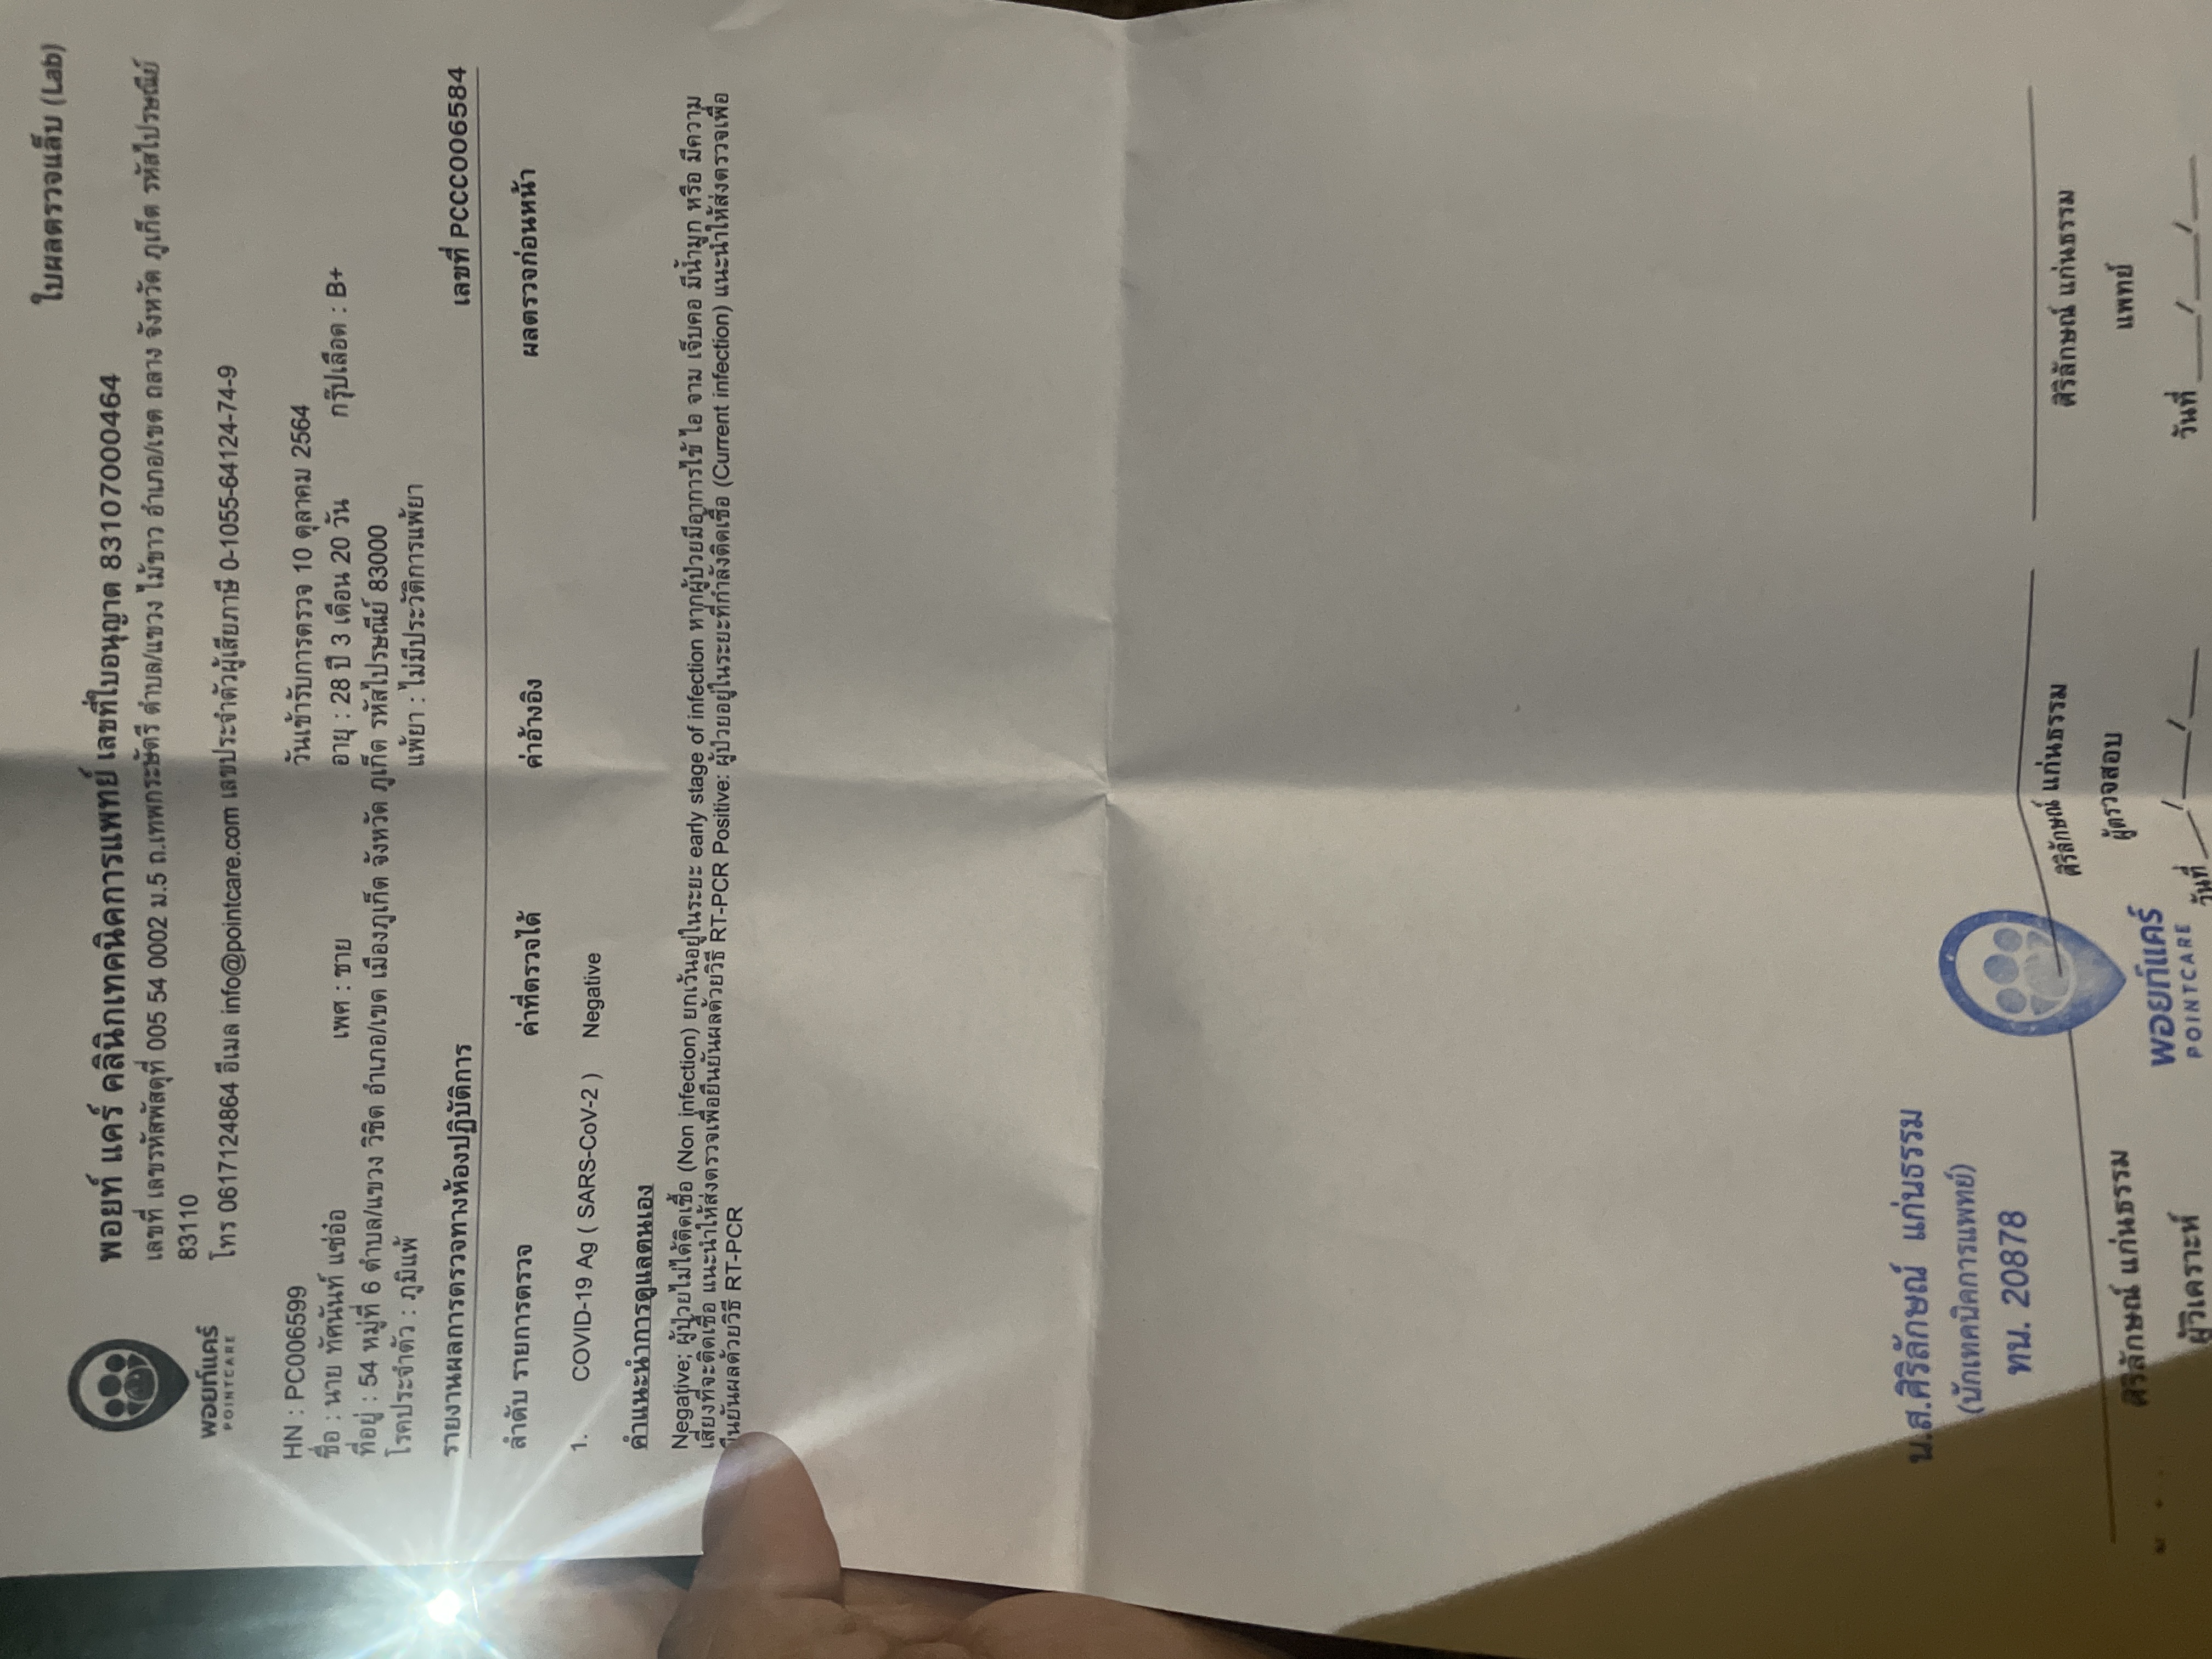 ใบผลตรวจแล็บ (Lab)
พอยท์ แคร์ คลินิกเทคนิคการแพทย์ เลขที่ใบอนุญาต 83107000464
เลขที่ เลขรหัสพัสดุที่ 005 54 0002 ม.5 ถ.เทพกระษัตรี ตำบล/แขวง ไม้ขาว อำเภอ/เขต ถลาง จังหวัด ภูเก็ต รหัสไปรษณีย์
83110
โทร 0617124864 อีเมล info@pointcare.com เลขประจำตัวผู้เสียภาษี 0-1055-64124-74-9
พอยท์แคร์
POINTCARE
HN : PC006599 วันเข้ารับการตรวจ 10 ตุลาคม 2564
ชื่อ : นาย ทัศนันท์ แซ่อ๋อ เพศ : ชาย อายุ : 28 ปี 3 เดือน 20 วัน กรุ๊ปเลือด : B+
ที่อยู่ : 54 หมู่ที่ 6 ตำบล/แขวง วิชิต อำเภอ/เขต เมืองภูเก็ต จังหวัด ภูเก็ต รหัสไปรษณีย์ 83000
โรคประจำตัว : ภูมิแพ้ แพ้ยา : ไม่มีประวัติการแพ้ยา
รายงานผลการตรวจทางห้องปฏิบัติการ เลขที่ PCCC006584
ลำดับ รายการตรวจ ค่าที่ตรวจได้ ค่าอ้างอิง ผลตรวจก่อนหน้า
1. COVID-19 Ag ( SARS-CoV-2 ) Negative
คำแนะนำการดูแลตนเอง
Negative; ผู้ป่วยไม่ได้ติดเชื้อ (Non infection) ยกเว้นอยู่ในระยะ early stage of infection หากผู้ป่วยมีอาการไข้ ไอ จาม เจ็บคอ มีน้ำมูก หรือ มีความ
เสี่ยงที่จะติดเชื้อ แนะนำให้ส่งตรวจเพื่อยืนยันผลด้วยวิธี RT-PCR Positive: ผู้ป่วยอยู่ในระยะที่กำลังติดเชื้อ (Current infection) แนะนำให้ส่งตรวจเพื่อ
ยืนยันผลด้วยวิธี RT-PCR
น.ส.ศิริลักษณ์ แก่นธรรม
(นักเทคนิคการแพทย์)
ทน. 20878
ศิริลักษณ์ แก่นธรรม ศิริลักษณ์ แก่นธรรม ศิริลักษณ์ แก่นธรรม
ผู้วิเคราะห์ ผู้ตรวจสอบ แพทย์
พอยท์แคร์
POINTCARE
วันที่ ___/___/___ วันที่ ___/___/___